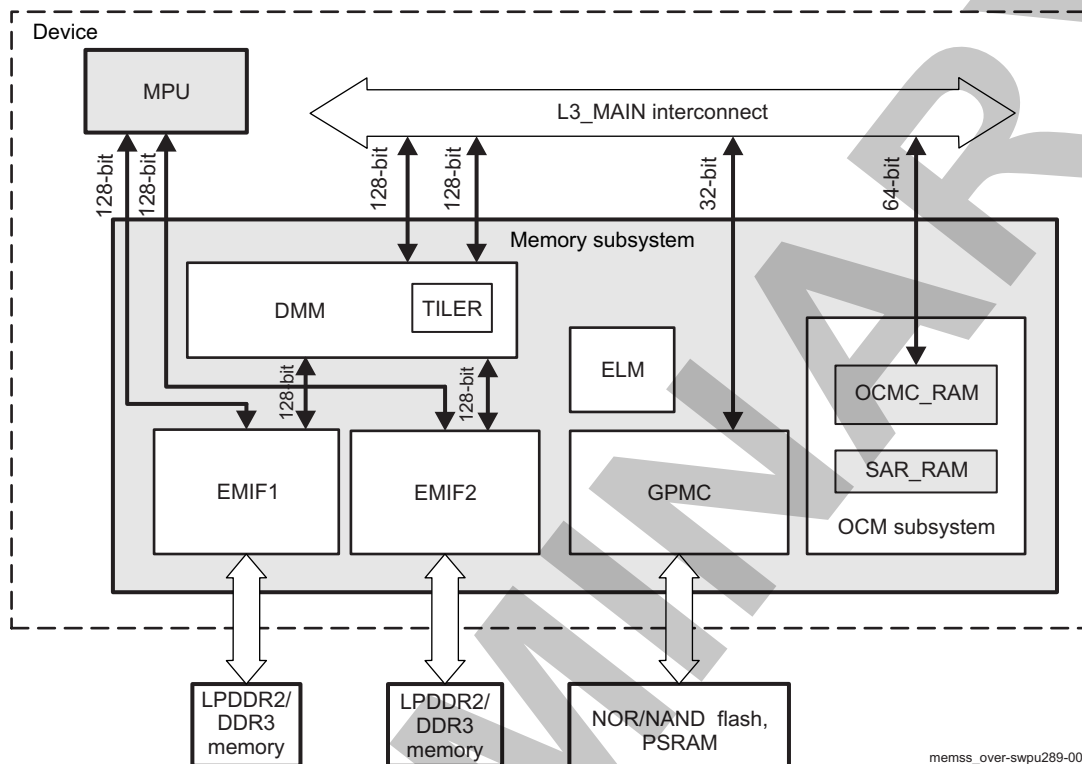 Device
MPU
L3_MAIN interconnect
128-bit
128-bit
128-bit
128-bit
32-bit
64-bit
Memory subsystem
DMM
TILER
ELM
128-bit
128-bit
OCMC_RAM
SAR_RAM
OCM subsystem
EMIF1
EMIF2
GPMC
LPDDR2/
DDR3
memory
LPDDR2/
DDR3
memory
NOR/NAND flash,
PSRAM
memss_over-swpu289-00
MINAR